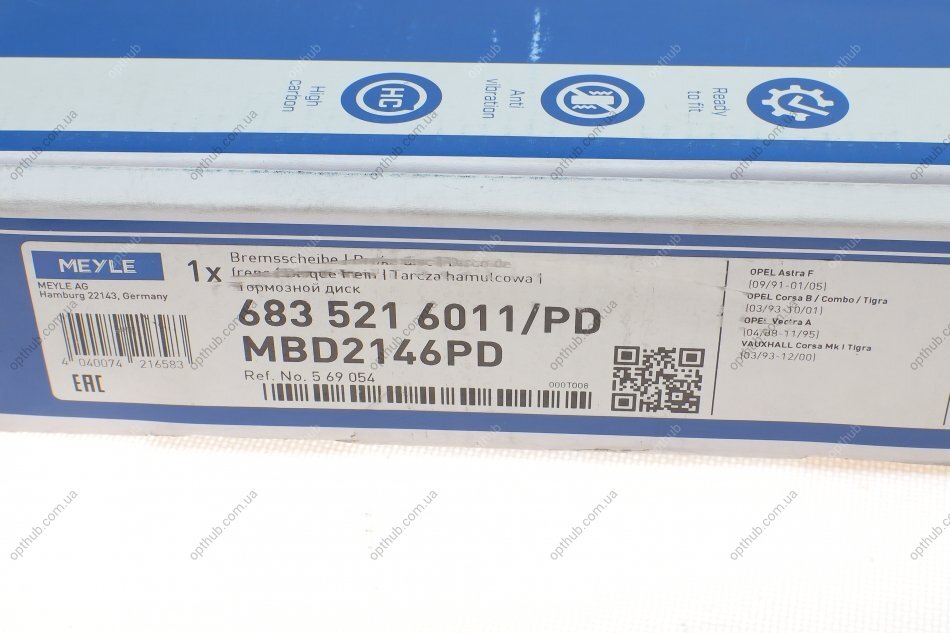 High
carbon
HC
Anti
vibration
Ready
to fit
MEYLE
MEYLE AG
Hamburg 22143, Germany
4 040074 216583
EAC
1x
Bremsscheibe |
frein | Tarcza hamulcowa |
Тормозной диск
683 521 6011/PD
MBD2146PD
Ref. No. 5 69 054
000T008
OPEL Astra F
(09/91-01/05)
OPEL Corsa B / Combo / Tigra
(03/93-10/01)
OPEL Vectra A
(04/88-11/95)
VAUXHALL Corsa Mk I Tigra
(03/93-12/00)
opthub.com.ua